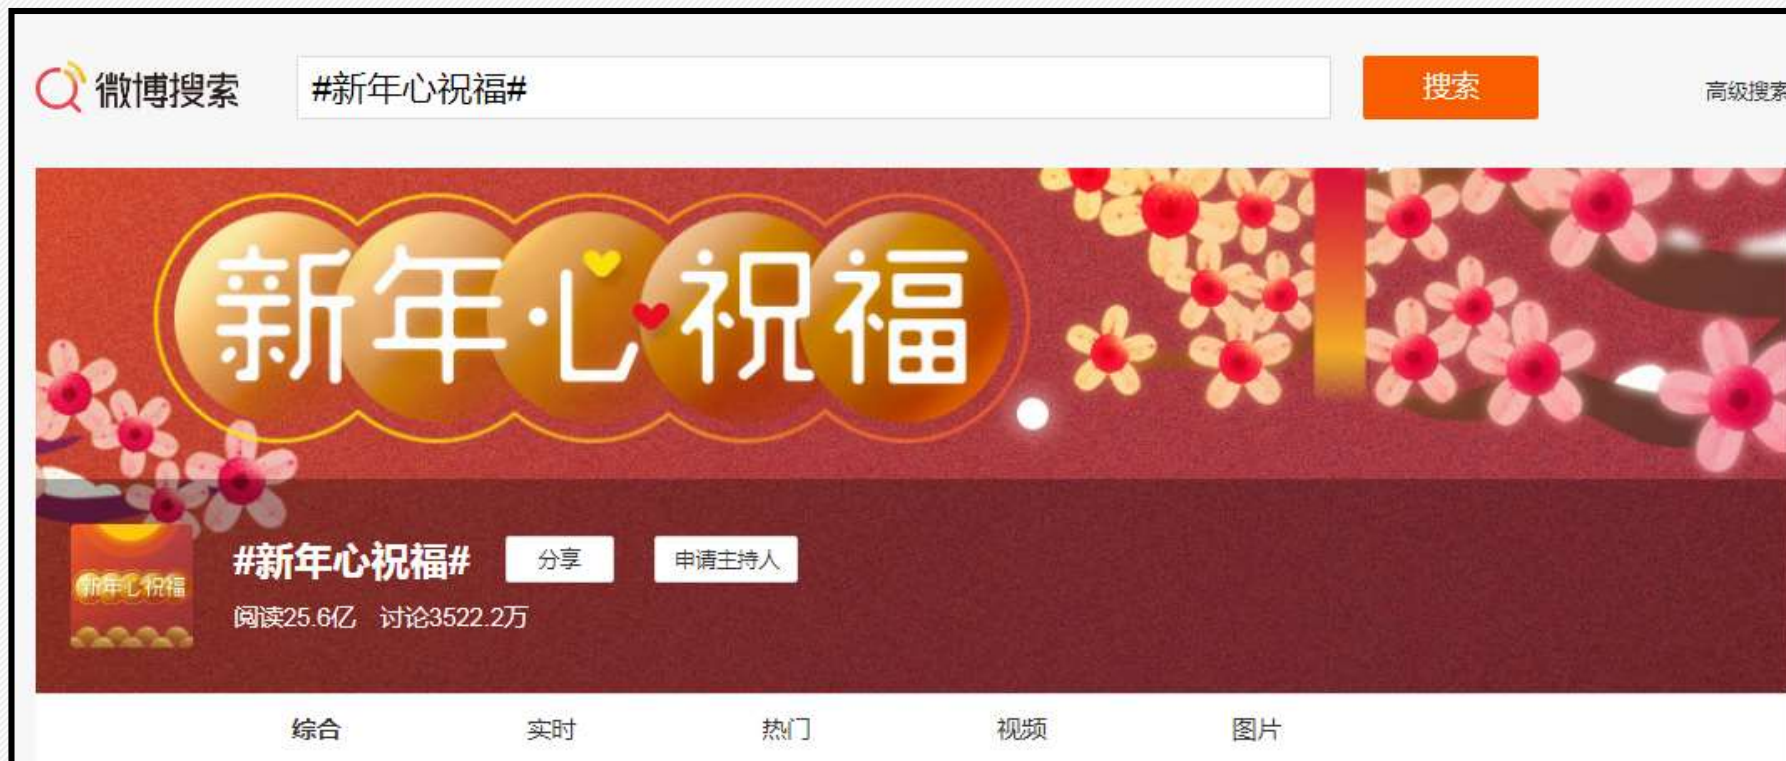 微博搜索 #新年心祝福# 搜索 高级搜索
新年心祝福
新年心祝福
#新年心祝福# 分享 申请主持人
阅读25.6亿 讨论3522.2万
综合 实时 热门 视频 图片